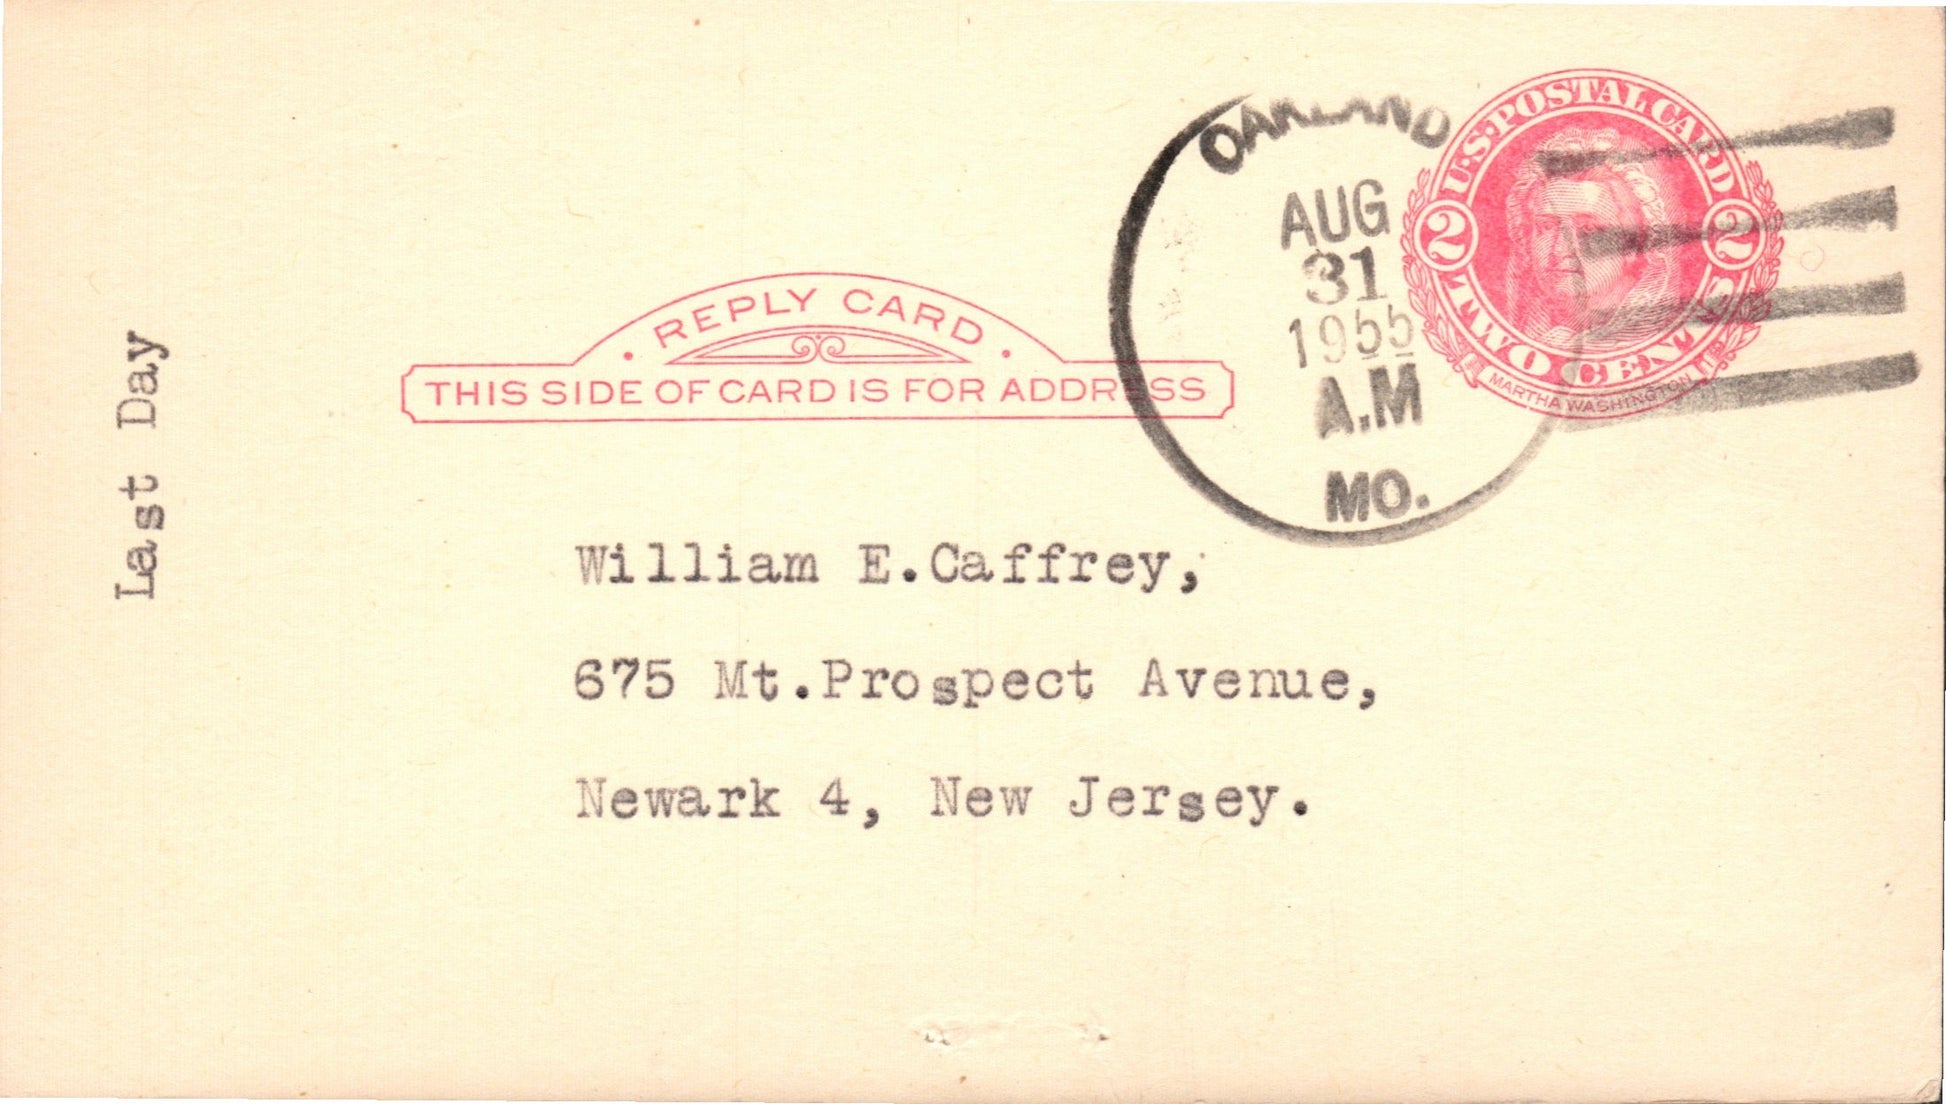 Last Day
REPLY CARD
THIS SIDE OF CARD IS FOR ADDRESS
OAKLAND
AUG
31
1955
A.M
MO.
U.S. POSTAL CARD
2 2
TWO CENTS
MARTHA WASHINGTON
William E.Caffrey,
675 Mt.Prospect Avenue,
Newark 4, New Jersey.